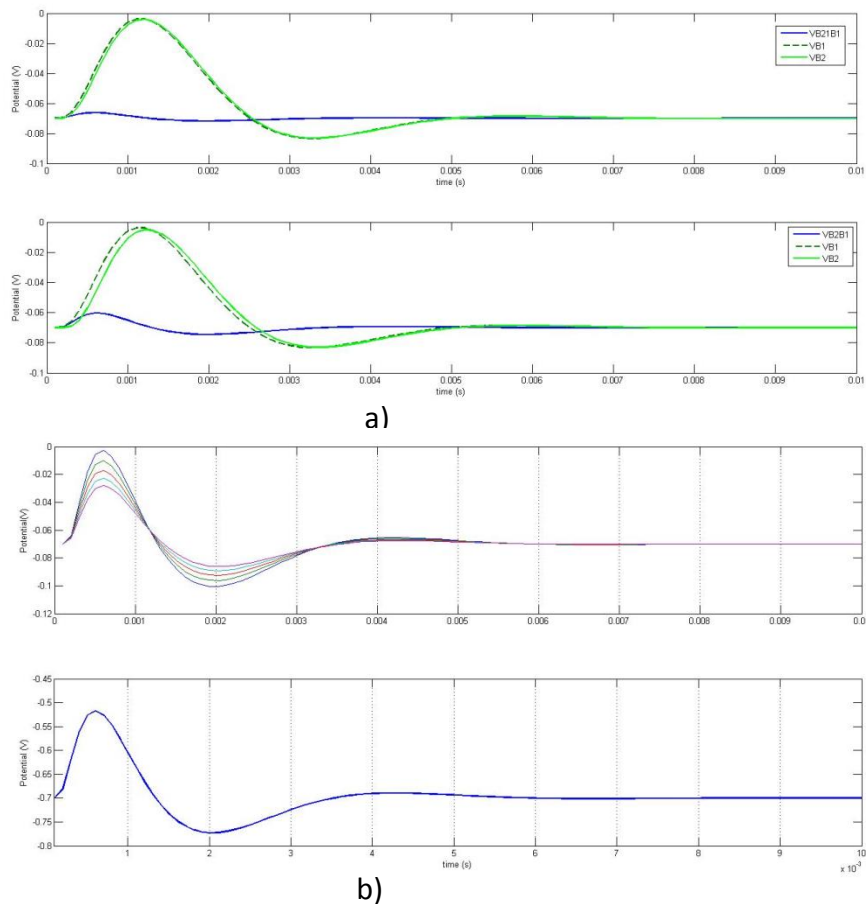 0
-0.02
-0.04
-0.06
-0.08
-0.1
Potential (V)
VB21B1
VB1
VB2
0 0.001 0.002 0.003 0.004 0.005 0.006 0.007 0.008 0.009 0.01
time (s)
0
-0.02
-0.04
-0.06
-0.08
-0.1
Potential (V)
VB2B1
VB1
VB2
0 0.001 0.002 0.003 0.004 0.005 0.006 0.007 0.008 0.009 0.01
time (s)
a)
0
-0.02
-0.04
-0.06
-0.08
-0.1
-0.12
Potential(V)
0 0.001 0.002 0.003 0.004 0.005 0.006 0.007 0.008 0.009 0.0
-0.45
-0.5
-0.55
-0.6
-0.65
-0.7
-0.75
-0.8
Potential (V)
1 2 3 4 5 6 7 8 9 10
time (s)
x 10⁻³
b)